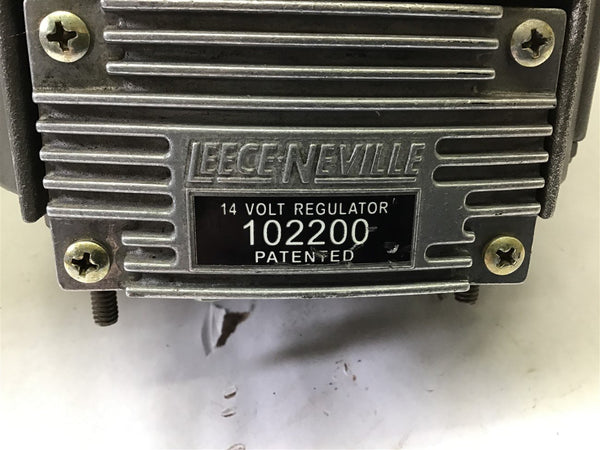 LEECE-NEVILLE
14 VOLT REGULATOR
102200
PATENTED